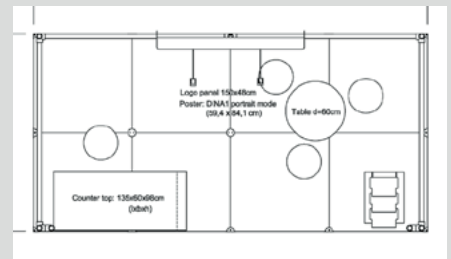 Logo panel 150x48cm
Poster: DINA1 portrait mode
(59,4 x 84,1 cm)
Table d=60cm
Counter top: 135x60x98cm
(lxbxh)